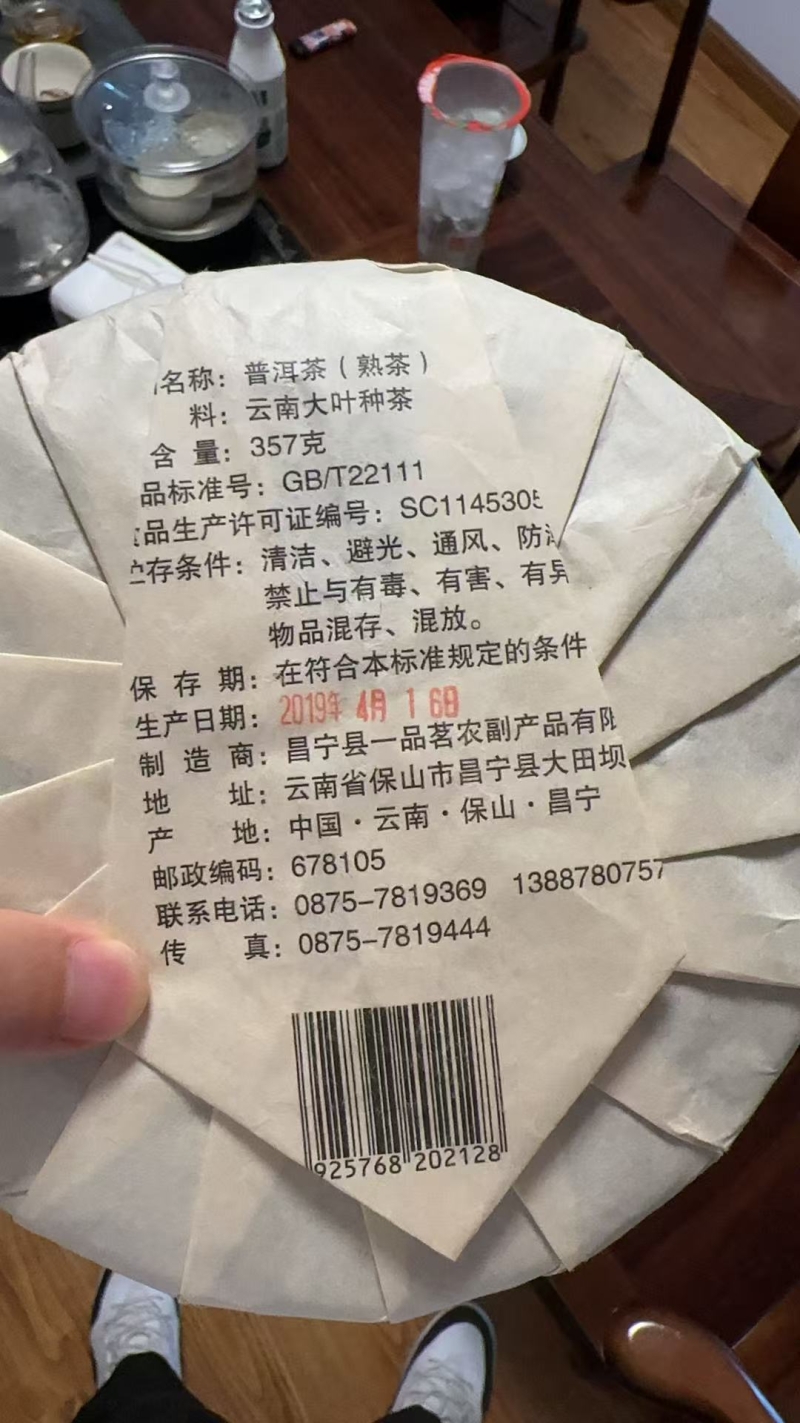 名称：普洱茶（熟茶）
料：云南大叶种茶
含 量：357克
品标准号：GB/T22111
品生产许可证编号：SC1145305
存条件：清洁、避光、通风、防
禁止与有毒、有害、有异
物品混存、混放。
保 存 期：在符合本标准规定的条件
生产日期：2019年 4月 1 6日
制 造 商：昌宁县一品茗农副产品有限
地 址：云南省保山市昌宁县大田坝
产 地：中国·云南·保山·昌宁
邮政编码：678105
联系电话：0875-7819369 1388780757
传 真：0875-7819444
925768 202128